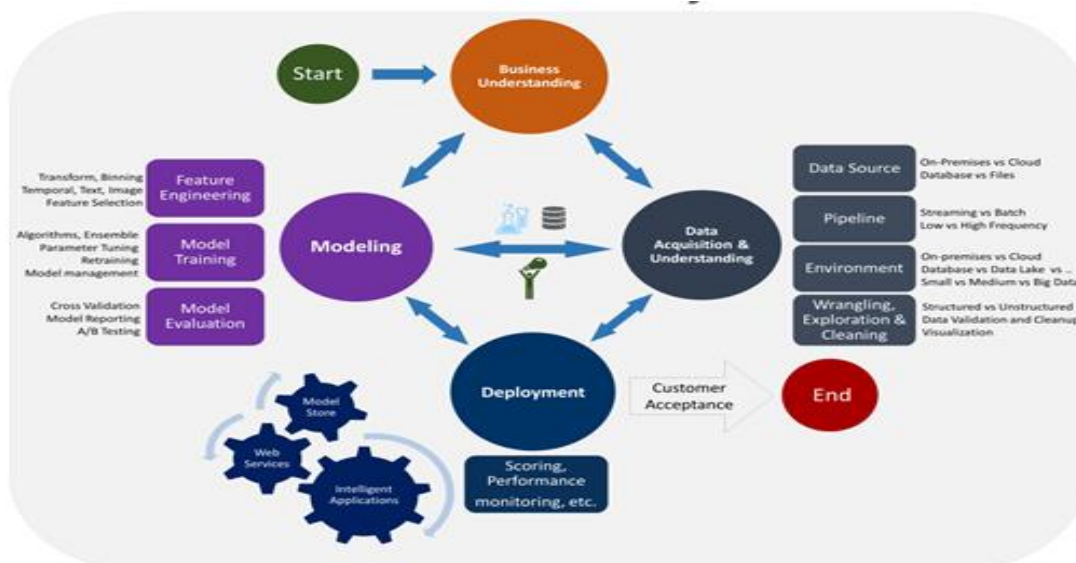 Start
Business
Understanding
Feature
Engineering
Transform, Binning
Temporal, Text, Image
Feature Selection
Model
Training
Algorithms, Ensemble
Parameter Tuning
Retraining
Model management
Model
Evaluation
Cross Validation
Model Reporting
A/B Testing
Modeling
Data
Acquisition &
Understanding
Data Source
On-Premises vs Cloud
Database vs Files
Pipeline
Streaming vs Batch
Low vs High Frequency
Environment
On-premises vs Cloud
Database vs Data Lake vs ..
Small vs Medium vs Big Data
Wrangling,
Exploration &
Cleaning
Structured vs Unstructured
Data Validation and Cleanup
Visualization
Deployment
Customer
Acceptance
End
Scoring,
Performance
monitoring, etc.
Model
Store
Web
Services
Intelligent
Applications